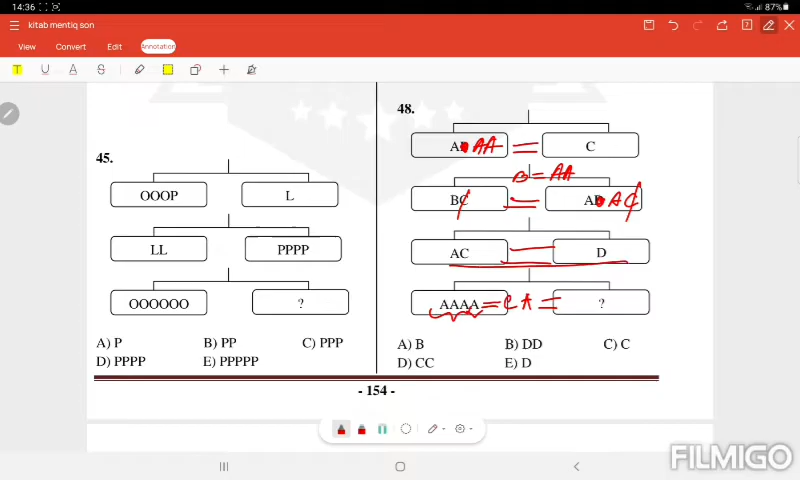 14:36
87%
kitab mentiq son
View Convert Edit Annotation
45.
OOOP L
LL PPPP
OOOOOO ?
A) P B) PP C) PPP
D) PPPP E) PPPPP
48.
A AA = C
B = AA
BC = AB AC
AC = D
AAAA = CA = ?
A) B B) DD C) C
D) CC E) D
- 154 -
FILMIGO